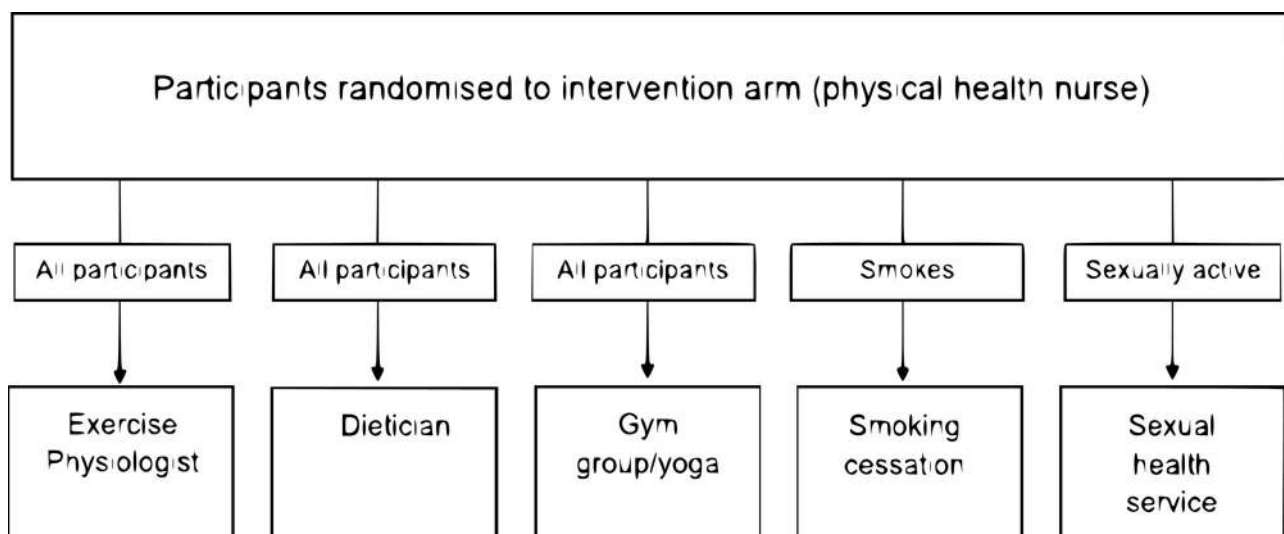 Participants randomised to intervention arm (physical health nurse)
All participants
All participants
All participants
Smokes
Sexually active
Exercise
Physiologist
Dietician
Gym
group/yoga
Smoking
cessation
Sexual
health
service